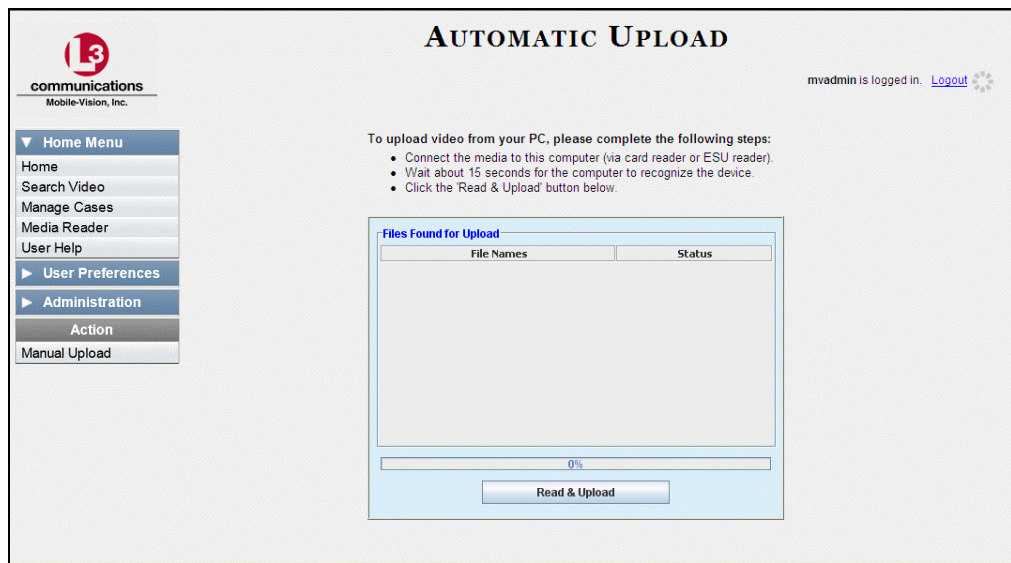 L3
communications
Mobile-Vision, Inc.
AUTOMATIC UPLOAD
mvadmin is logged in. Logout
▼ Home Menu
Home
Search Video
Manage Cases
Media Reader
User Help
▶ User Preferences
▶ Administration
Action
Manual Upload
To upload video from your PC, please complete the following steps:
• Connect the media to this computer (via card reader or ESU reader).
• Wait about 15 seconds for the computer to recognize the device.
• Click the 'Read & Upload' button below.
Files Found for Upload
File Names Status
0%
Read & Upload